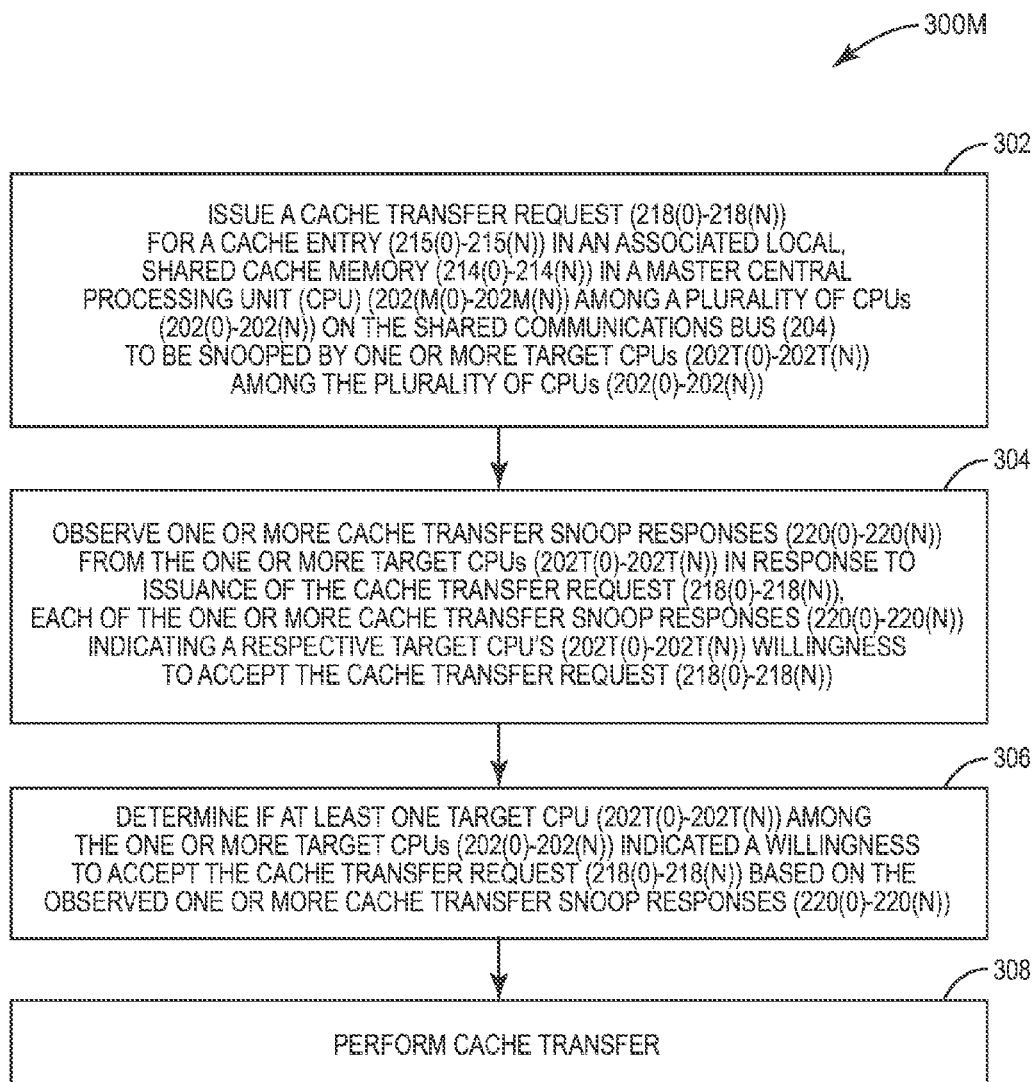 300M
302
ISSUE A CACHE TRANSFER REQUEST (218(0)-218(N))
FOR A CACHE ENTRY (215(0)-215(N)) IN AN ASSOCIATED LOCAL,
SHARED CACHE MEMORY (214(0)-214(N)) IN A MASTER CENTRAL
PROCESSING UNIT (CPU) (202(M(0)-202M(N)) AMONG A PLURALITY OF CPUs
(202(0)-202(N)) ON THE SHARED COMMUNICATIONS BUS (204)
TO BE SNOOPED BY ONE OR MORE TARGET CPUs (202T(0)-202T(N))
AMONG THE PLURALITY OF CPUs (202(0)-202(N))
304
OBSERVE ONE OR MORE CACHE TRANSFER SNOOP RESPONSES (220(0)-220(N))
FROM THE ONE OR MORE TARGET CPUs (202T(0)-202T(N)) IN RESPONSE TO
ISSUANCE OF THE CACHE TRANSFER REQUEST (218(0)-218(N)),
EACH OF THE ONE OR MORE CACHE TRANSFER SNOOP RESPONSES (220(0)-220(N))
INDICATING A RESPECTIVE TARGET CPU'S (202T(0)-202T(N)) WILLINGNESS
TO ACCEPT THE CACHE TRANSFER REQUEST (218(0)-218(N))
306
DETERMINE IF AT LEAST ONE TARGET CPU (202T(0)-202T(N)) AMONG
THE ONE OR MORE TARGET CPUs (202(0)-202(N)) INDICATED A WILLINGNESS
TO ACCEPT THE CACHE TRANSFER REQUEST (218(0)-218(N)) BASED ON THE
OBSERVED ONE OR MORE CACHE TRANSFER SNOOP RESPONSES (220(0)-220(N))
308
PERFORM CACHE TRANSFER